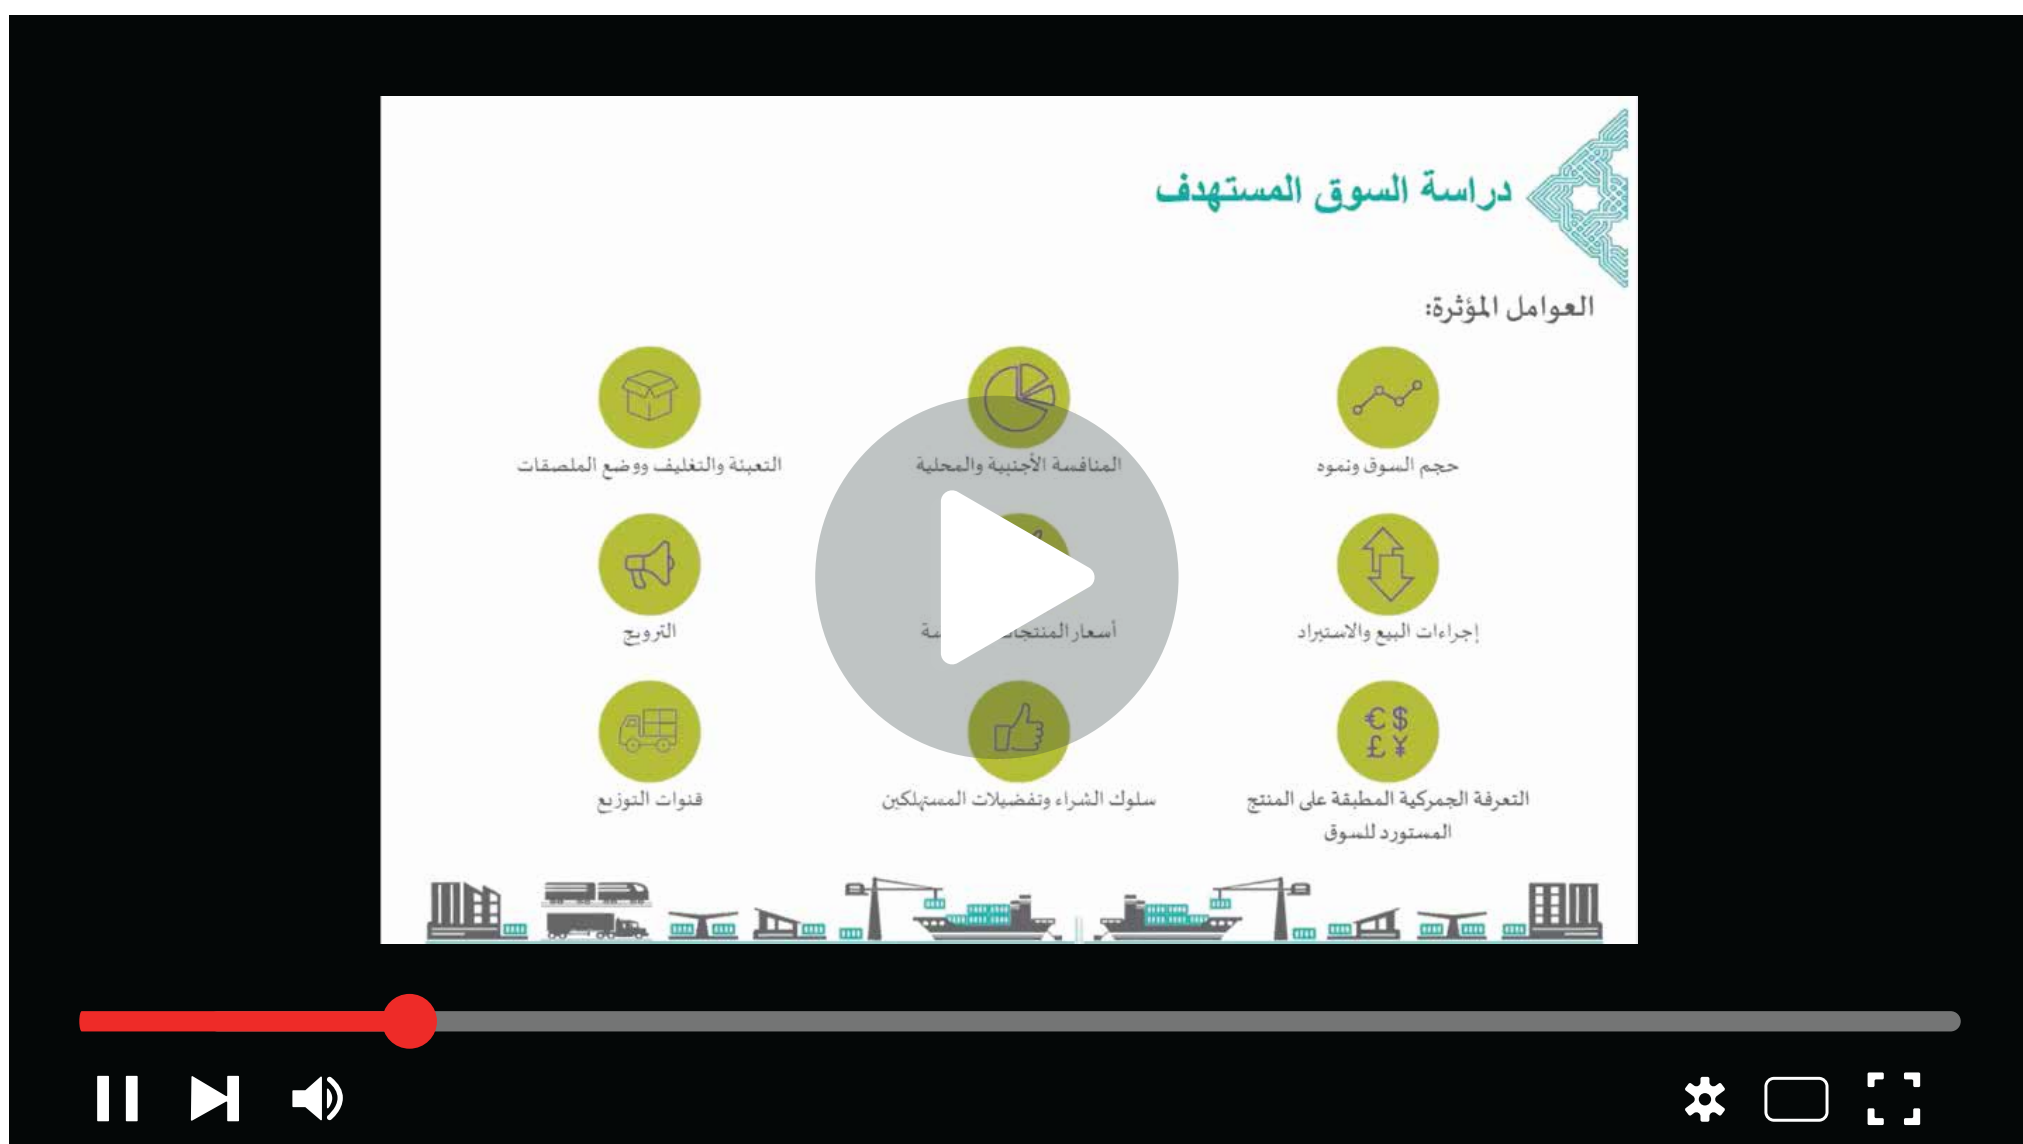 دراسة السوق المستهدف
العوامل المؤثرة:
حجم السوق ونموه
المنافسة الأجنبية والمحلية
التعبئة والتغليف ووضع الملصقات
إجراءات البيع والاستيراد
أسعار
الترويج
التعرفة الجمركية المطبقة على المنتج
المستورد للسوق
سلوك الشراء وتفضيلات المستهلكين
قنوات التوزيع